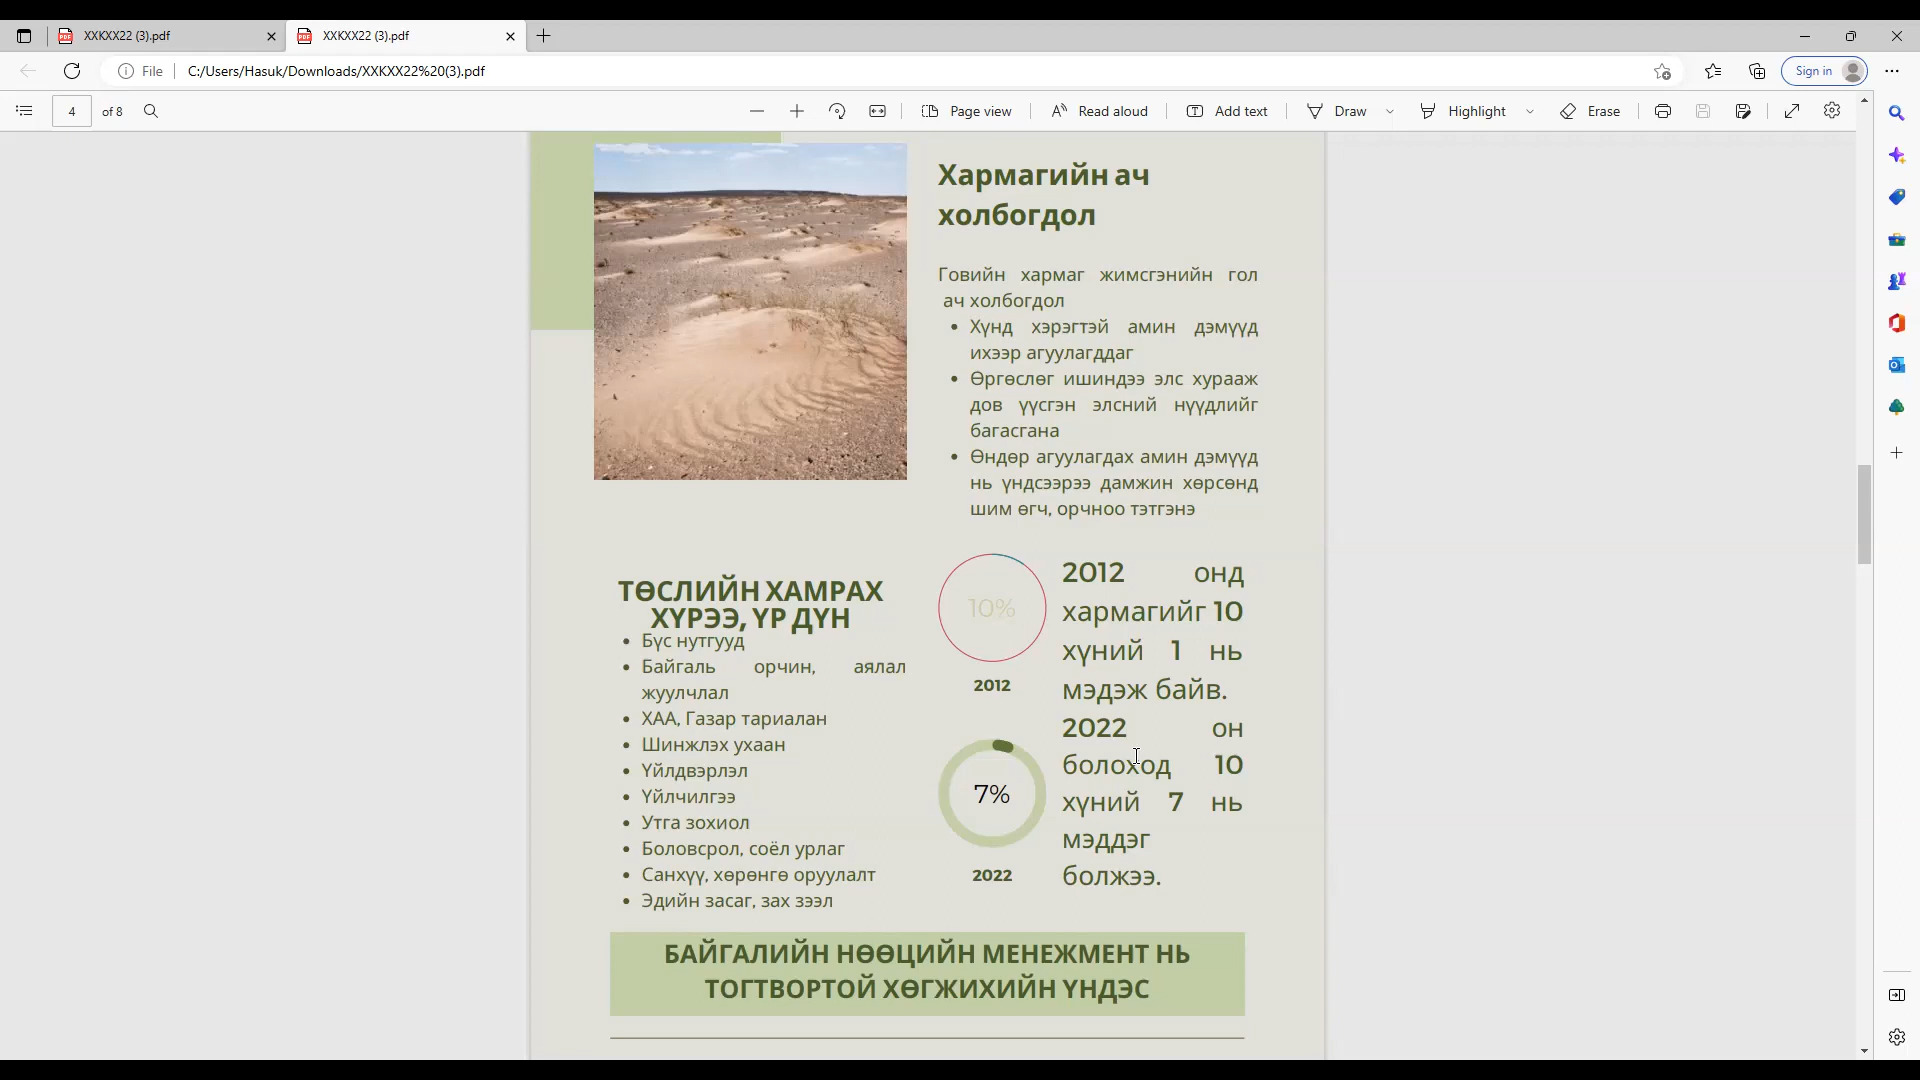 XXKXX22 (3).pdf
XXKXX22 (3).pdf
File
C:/Users/Hasuk/Downloads/XXKXX22%20(3).pdf
Sign in
4 of 8
Page view
Read aloud
Add text
Draw
Highlight
Erase
Хармагийн ач
холбогдол
Говийн хармаг жимсгэнийн гол
ач холбогдол
• Хүнд хэрэгтэй амин дэмүүд
ихээр агуулагддаг
• Өргөслөг ишиндээ элс хурааж
дов үүсгэн элсний нүүдлийг
багасгана
• Өндөр агуулагдах амин дэмүүд
нь үндсээрээ дамжин хөрсөнд
шим өгч, орчноо тэтгэнэ
ТӨСЛИЙН ХАМРАХ
ХҮРЭЭ, ҮР ДҮН
• Бүс нутгууд
• Байгаль орчин, аялал
жуулчлал
• ХАА, Газар тариалан
• Шинжлэх ухаан
• Үйлдвэрлэл
• Үйлчилгээ
• Утга зохиол
• Боловсрол, соёл урлаг
• Санхүү, хөрөнгө оруулалт
• Эдийн засаг, зах зээл
10%
2012
7%
2022
2012 онд
хармагийг 10
хүний 1 нь
мэдэж байв.
2022 он
болоход 10
хүний 7 нь
мэддэг
болжээ.
БАЙГАЛИЙН НӨӨЦИЙН МЕНЕЖМЕНТ НЬ
ТОГТВОРТОЙ ХӨГЖИХИЙН ҮНДЭС